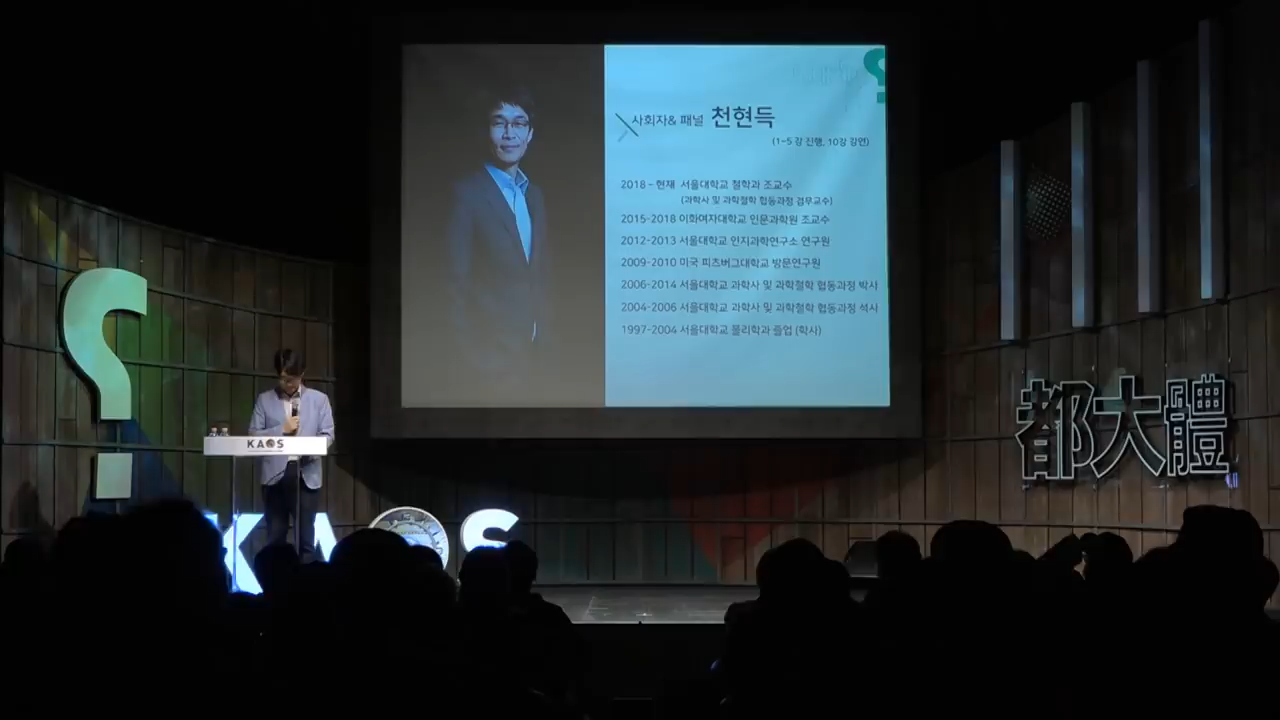 사회자& 패널 천현득
(1~5강 진행, 10강 강연)
2018 – 현재 서울대학교 철학과 조교수
(과학사 및 과학철학 협동과정 겸무교수)
2015-2018 이화여자대학교 인문과학원 조교수
2012-2013 서울대학교 인지과학연구소 연구원
2009-2010 미국 피츠버그대학교 방문연구원
2006-2014 서울대학교 과학사 및 과학철학 협동과정 박사
2004-2006 서울대학교 과학사 및 과학철학 협동과정 석사
1997-2004 서울대학교 물리학과 졸업 (학사)
都大體
KAOS
KAOS